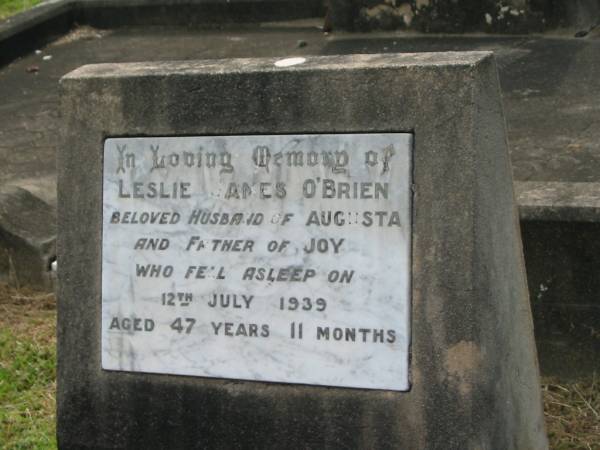 In Loving Memory of
LESLIE JAMES O'BRIEN
BELOVED HUSBAND OF AUGUSTA
AND FATHER OF JOY
WHO FELL ASLEEP ON
12TH JULY 1939
AGED 47 YEARS 11 MONTHS